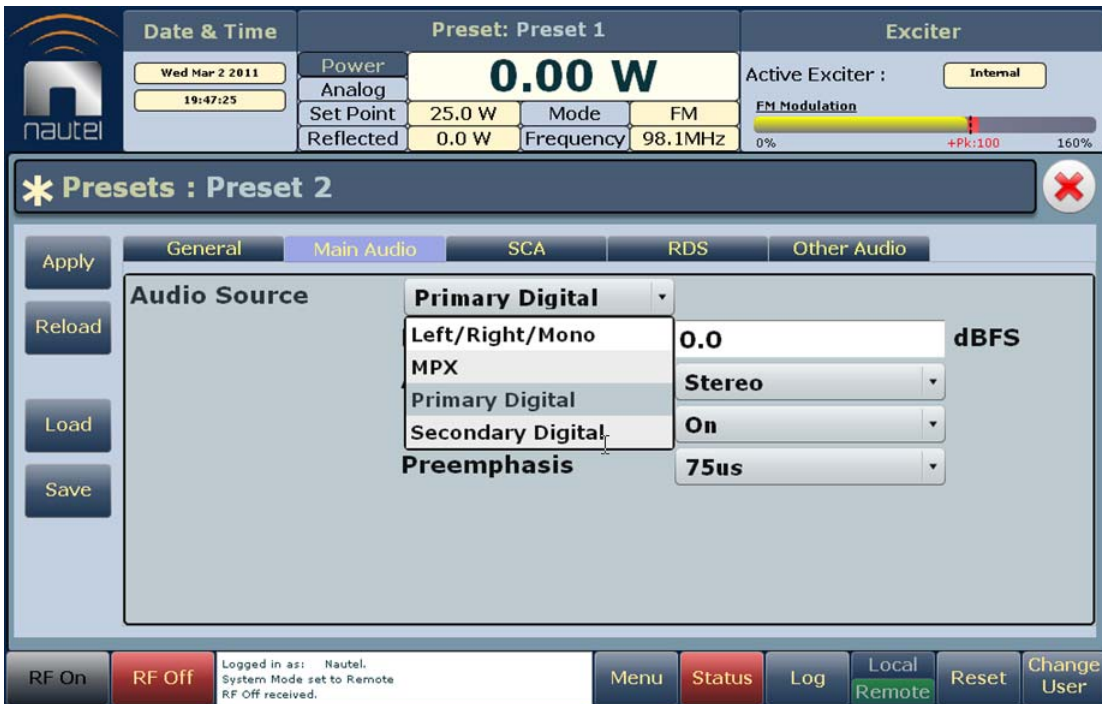 nautel
Date & Time
Wed Mar 2 2011
19:47:25
Preset: Preset 1
Power
Analog
0.00 W
Set Point 25.0 W Mode FM
Reflected 0.0 W Frequency 98.1MHz
Exciter
Active Exciter : Internal
FM Modulation
0% +Pk:100 160%
Presets : Preset 2
Apply
Reload
Load
Save
General Main Audio SCA RDS Other Audio
Audio Source Primary Digital
Left/Right/Mono
MPX
Primary Digital
Secondary Digital
0.0 dBFS
Stereo
On
Preemphasis 75us
RF On RF Off
Logged in as: Nautel.
System Mode set to Remote
RF Off received.
Menu Status Log
Local
Remote
Reset
Change
User